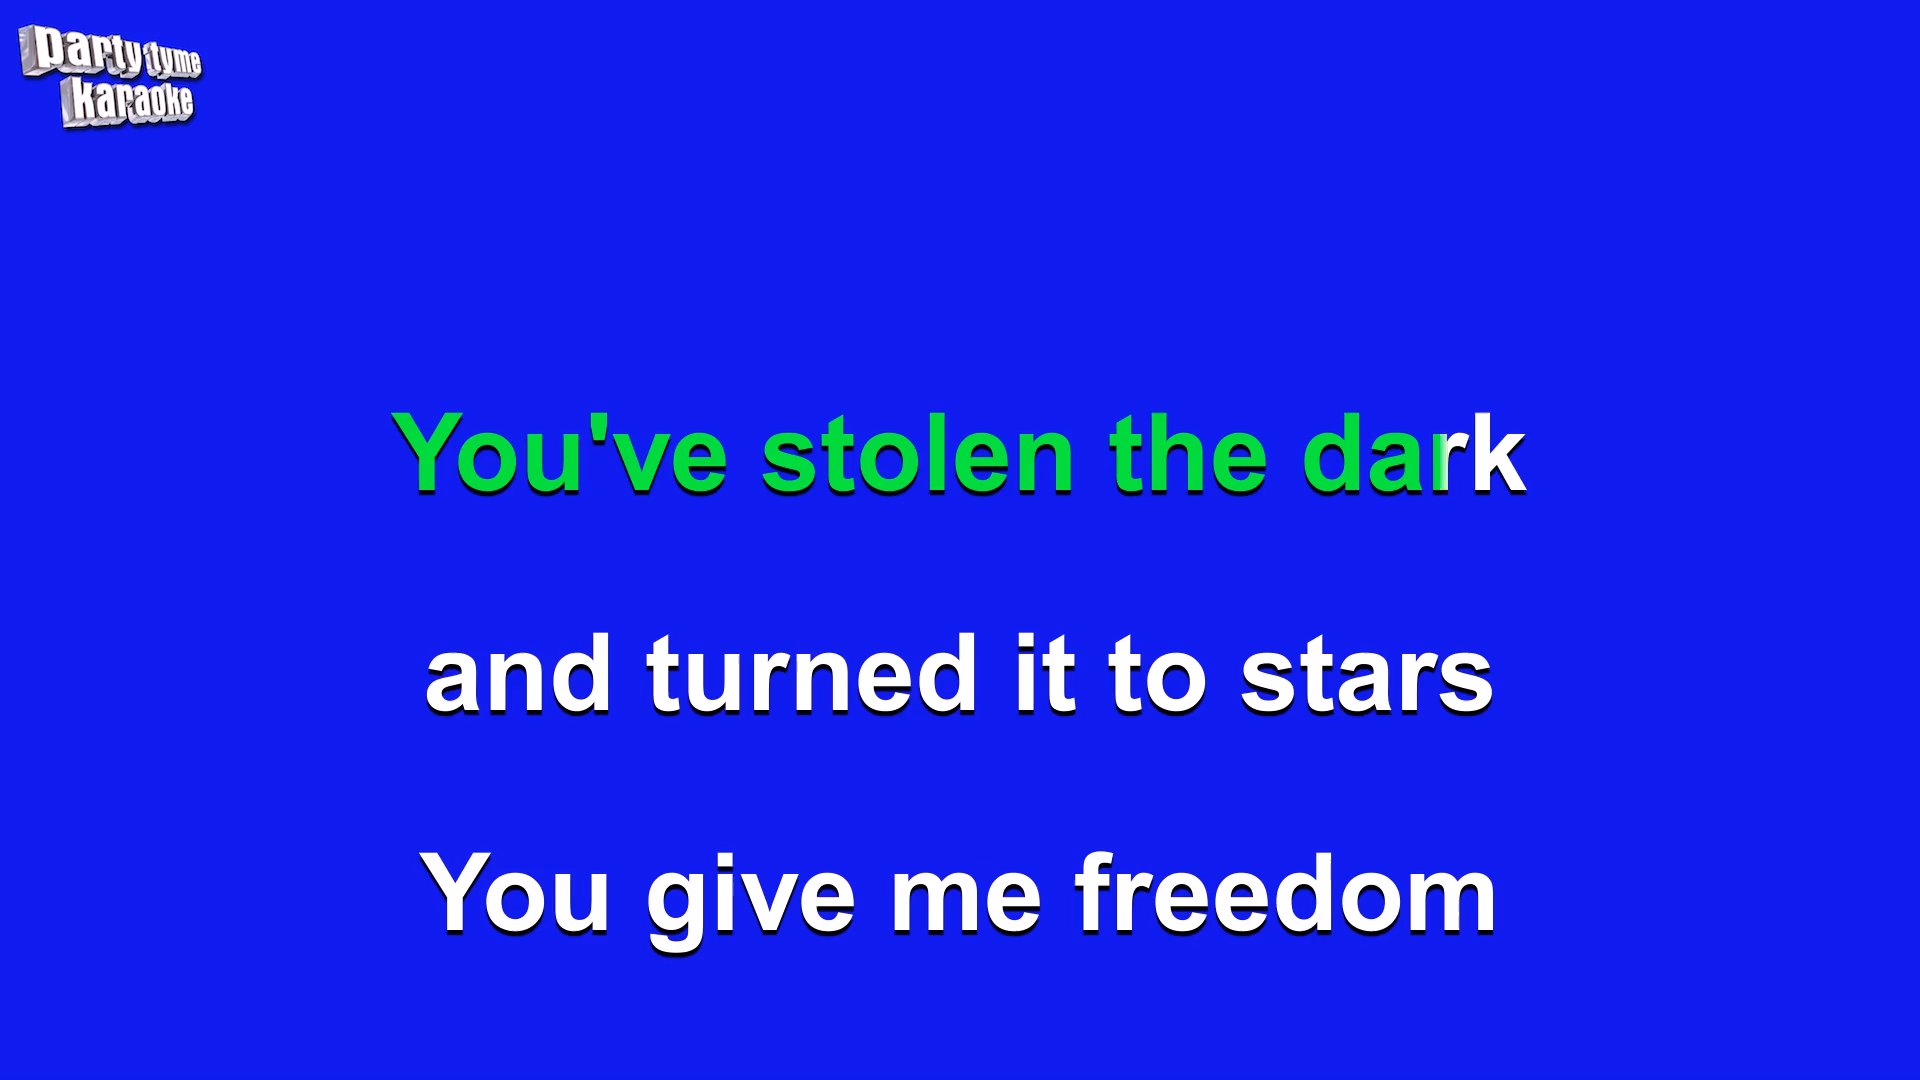 party tyme
karaoke
You've stolen the dark
and turned it to stars
You give me freedom